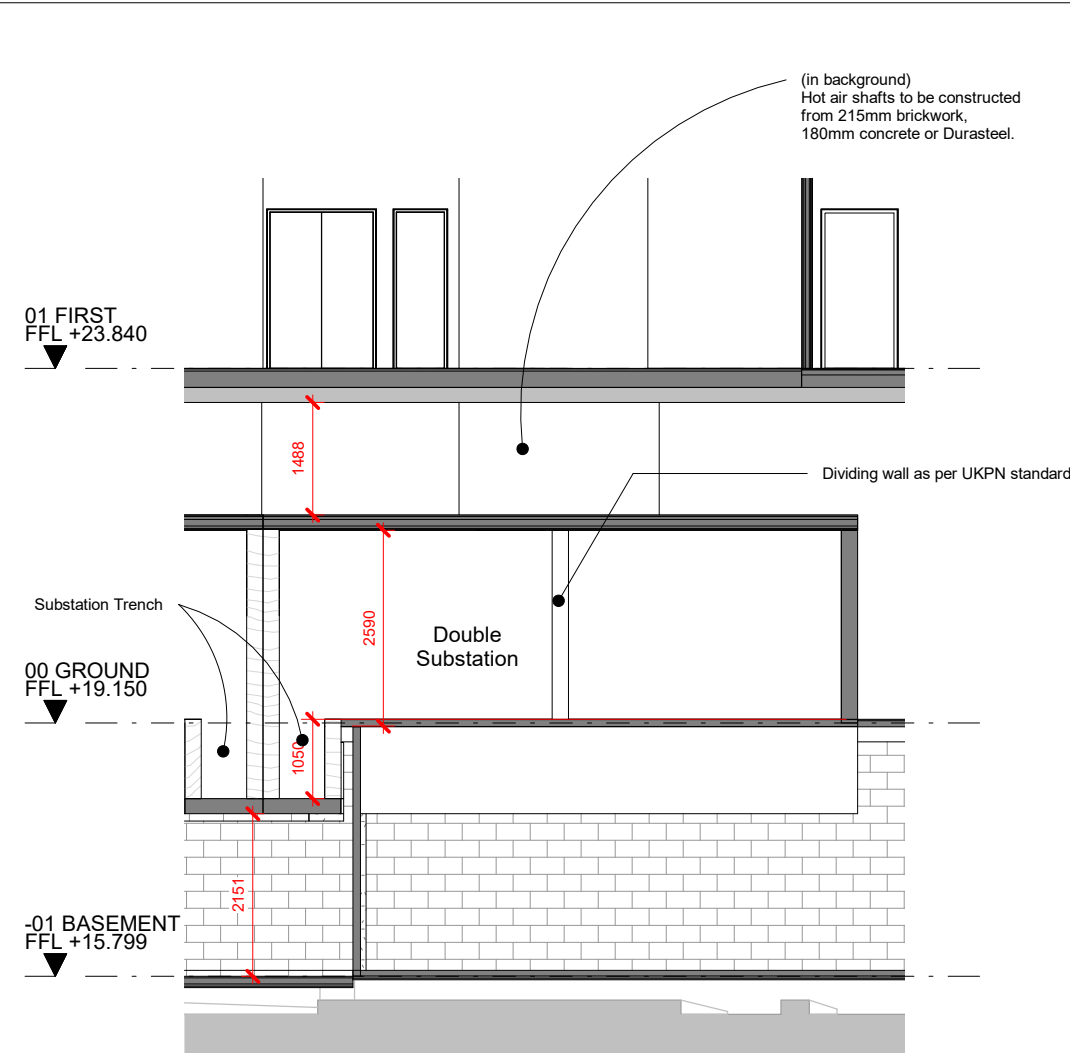 (in background)
Hot air shafts to be constructed
from 215mm brickwork,
180mm concrete or Durasteel.
01 FIRST
FFL +23.840
1488
Dividing wall as per UKPN standard
Substation Trench
2590
Double
Substation
00 GROUND
FFL +19.150
1050
2151
-01 BASEMENT
FFL +15.799